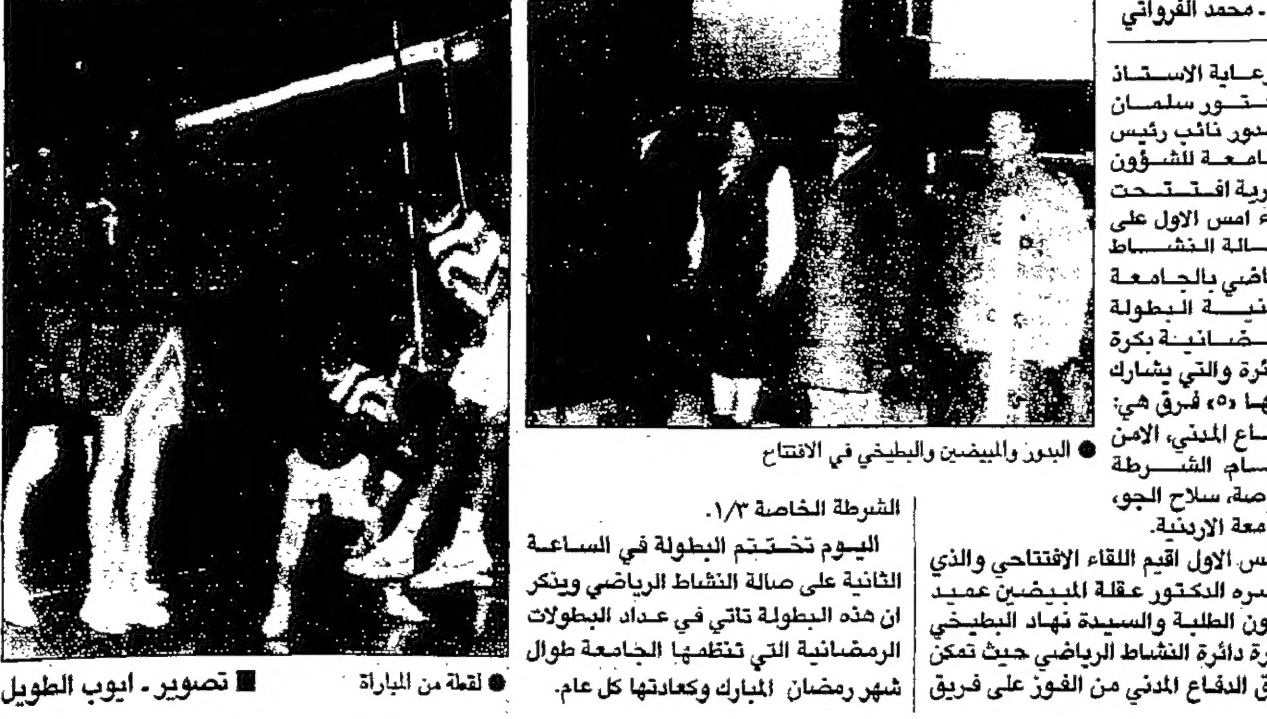 ـ محمد الفرواتي
رعاية الاستاذ
تور سلمان
دور نائب رئيس
امعة للشؤون
رية افتتحت
ء امس الاول على
الة النشاط
اضي بالجامعة
نية البطولة
ضانية بكرة
ئرة والتي يشارك
ها «٥» فرق هي:
اع المدني، الامن
ام الشرطة
صة، سلاح الجو،
معة الاردنية.
س الاول اقيم اللقاء الافتتاحي والذي
سره الدكتور عقلة المبيضين عميد
ون الطلبة والسيدة نهاد البطيخي
رة دائرة النشاط الرياضي حيث تمكن
ق الدفاع المدني من الفوز على فريق
الشرطة الخاصة ١/٣.
اليوم تختتم البطولة في الساعة
الثانية على صالة النشاط الرياضي ويذكر
ان هذه البطولة تاتي في عداد البطولات
الرمضانية التي تنظمها الجامعة طوال
شهر رمضان المبارك وكعادتها كل عام.
● البدور والمبيضين والبطيخي في الافتتاح
● لقطة من المباراة
■ تصوير ـ ايوب الطويل